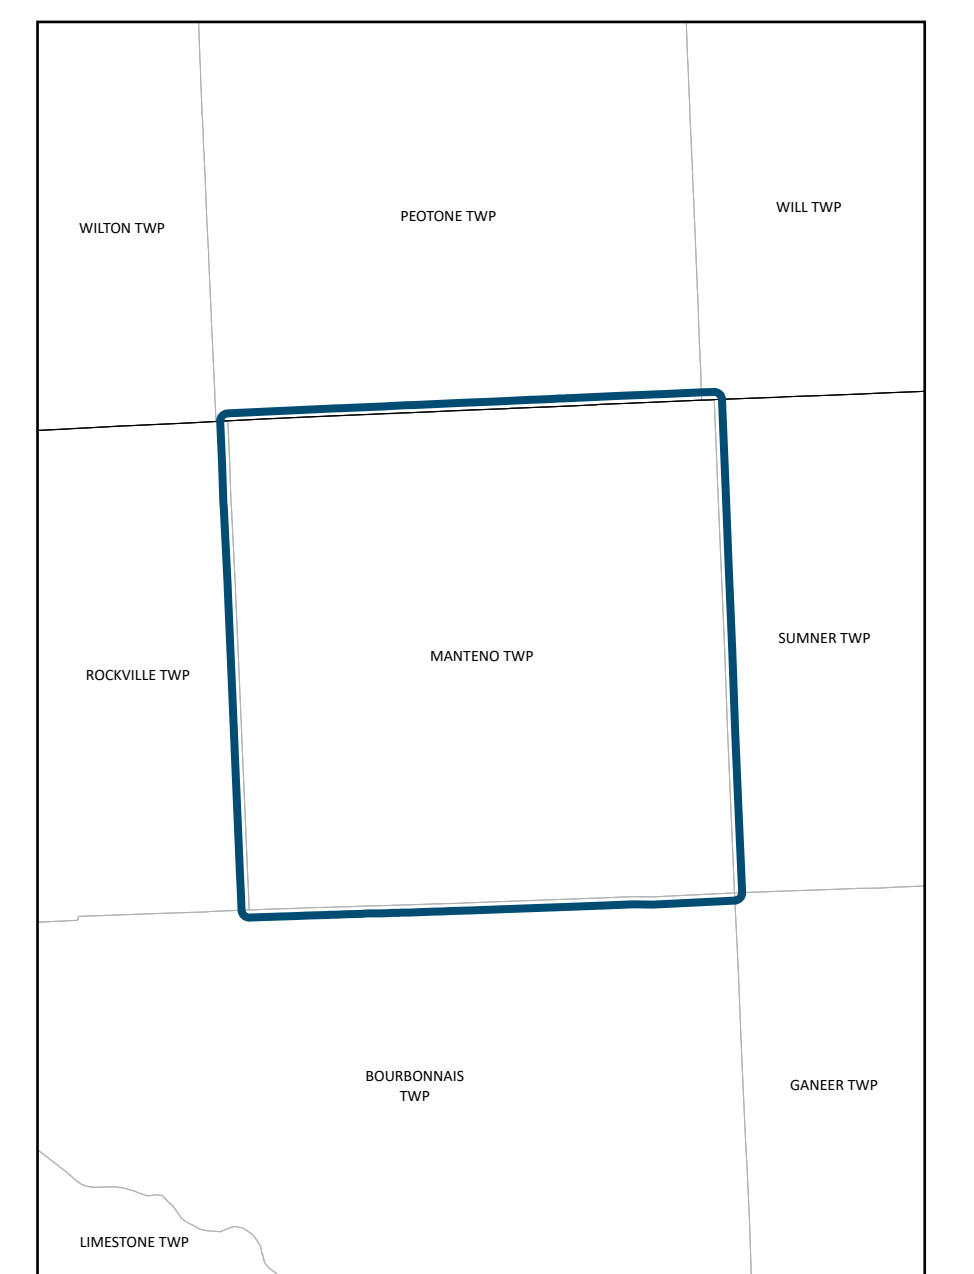 WILL TWP
PEOTONE TWP
WILTON TWP
SUMNER TWP
MANTENO TWP
ROCKVILLE TWP
BOURBONNAIS
TWP
GANEER TWP
LIMESTONE TWP